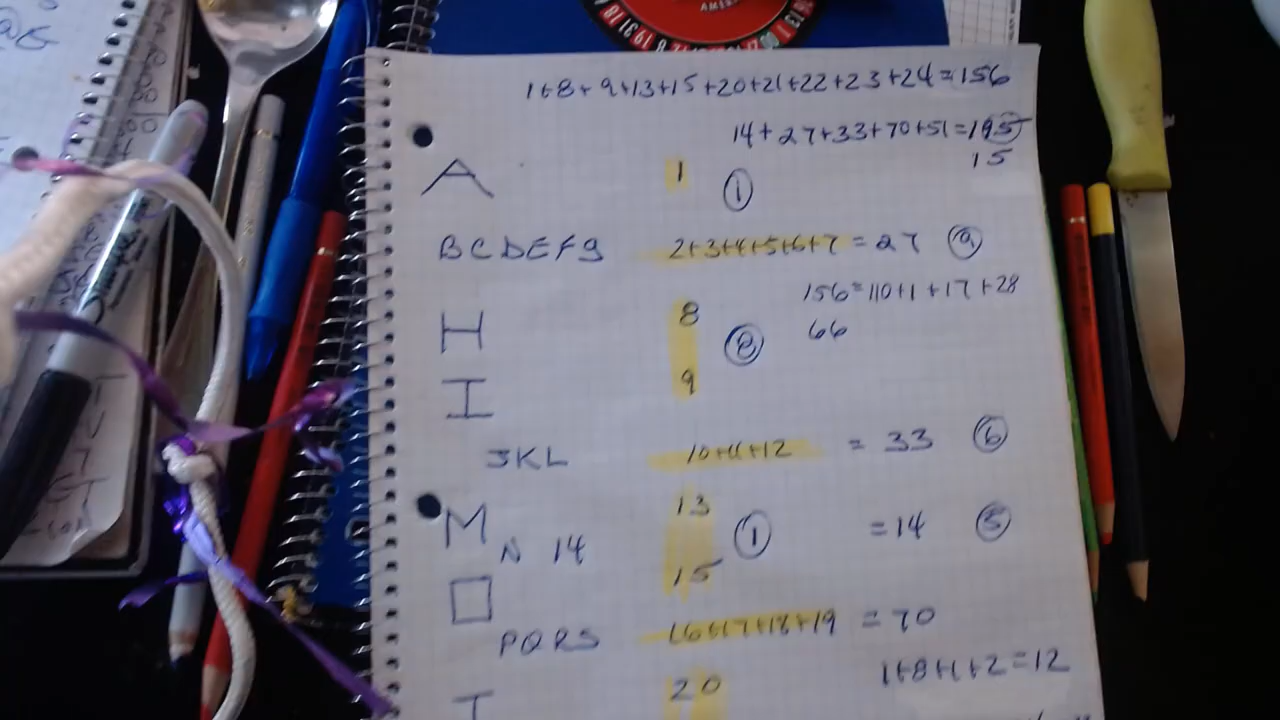 AMERI
1+8+9+13+15+20+21+22+23+24=156
14+27+33+70+51=195
15
A 1 1
BCDEFG 2+3+4+5+6+7 = 27 9
156=110+1+17+28
H 8 8 66
I 9
JKL 10+11+12 = 33 6
M 13 1 = 14 5
N 14
O 15
PQRS 16+17+18+19 = 70
1+8+1+2=12
T 20
Sharpie